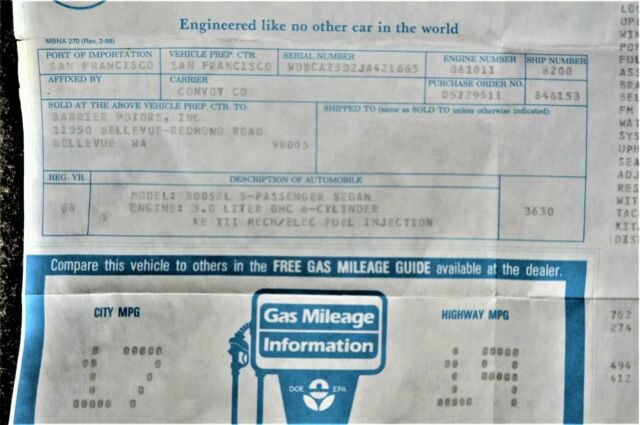 Engineered like no other car in the world
MBNA 270 (Rev. 2-88)
PORT OF IMPORTATION VEHICLE PREP. CTR. SERIAL NUMBER ENGINE NUMBER SHIP NUMBER
SAN FRANCISCO SAN FRANCISCO WDBCA25D2JA421665 061011 8200
AFFIXED BY CARRIER PURCHASE ORDER NO.
CONVOY CO 05729511 846153
SOLD AT THE ABOVE VEHICLE PREP. CTR. TO: SHIPPED TO (same as SOLD TO unless otherwise indicated):
BARRIER MOTORS, INC
11950 BELLEVUE-REDMOND ROAD
BELLEVUE WA 98005
REG. YR. DESCRIPTION OF AUTOMOBILE
88 MODEL: 300SEL 5-PASSENGER SEDAN
ENGINE: 3.0 LITER OHC 6-CYLINDER 3630
KE III MECH/ELEC FUEL INJECTION
Compare this vehicle to others in the FREE GAS MILEAGE GUIDE available at the dealer.
CITY MPG Gas Mileage HIGHWAY MPG
Information
DOE EPA
702
274
494
412